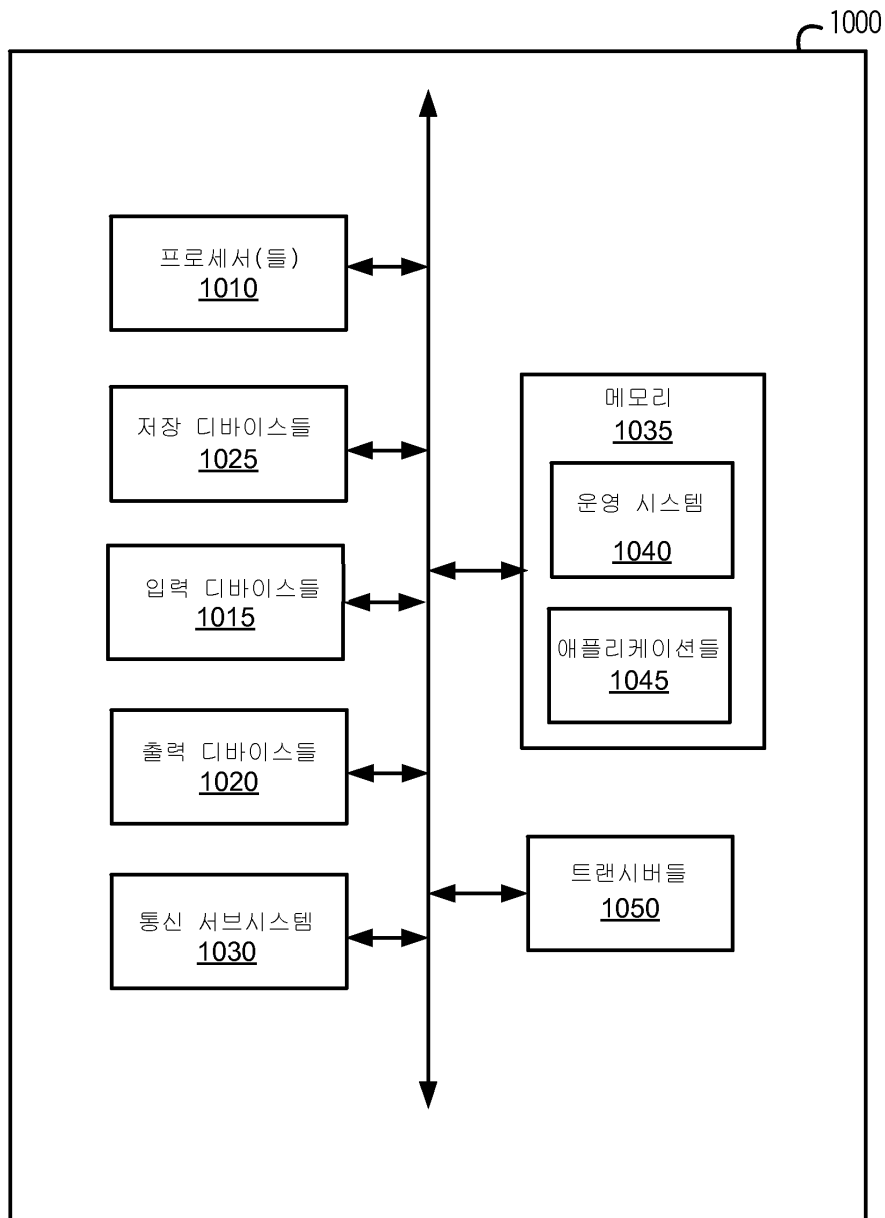 1000
프로세서(들)
1010
저장 디바이스들
1025
입력 디바이스들
1015
출력 디바이스들
1020
통신 서브시스템
1030
메모리
1035
운영 시스템
1040
애플리케이션들
1045
트랜시버들
1050